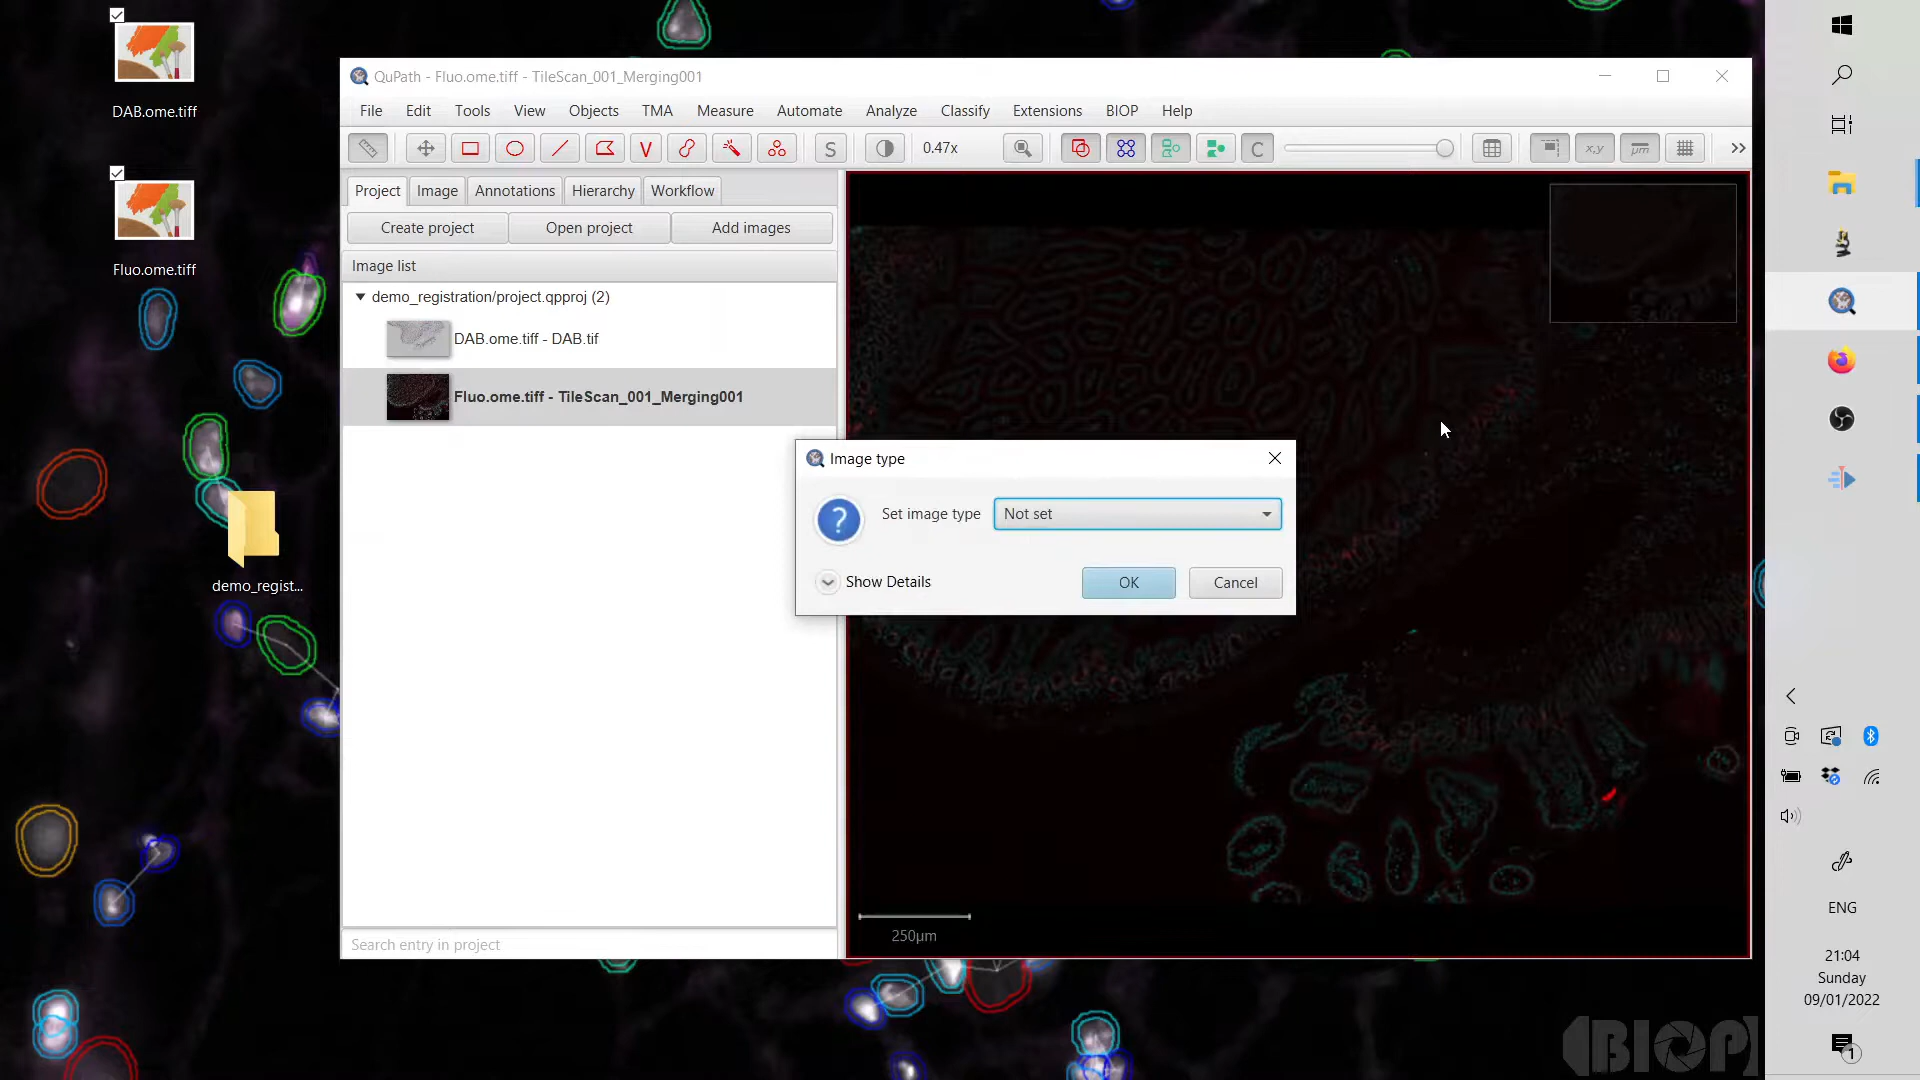 DAB.ome.tiff
Fluo.ome.tiff
demo_regist...
QuPath - Fluo.ome.tiff - TileScan_001_Merging001
File Edit Tools View Objects TMA Measure Automate Analyze Classify Extensions BIOP Help
V S 0.47x C x,y μm >>
Project Image Annotations Hierarchy Workflow
Create project Open project Add images
Image list
demo_registration/project.qpproj (2)
DAB.ome.tiff - DAB.tif
Fluo.ome.tiff - TileScan_001_Merging001
Search entry in project
Image type
? Set image type Not set
Show Details OK Cancel
250μm
ENG
21:04
Sunday
09/01/2022
1
BIOP